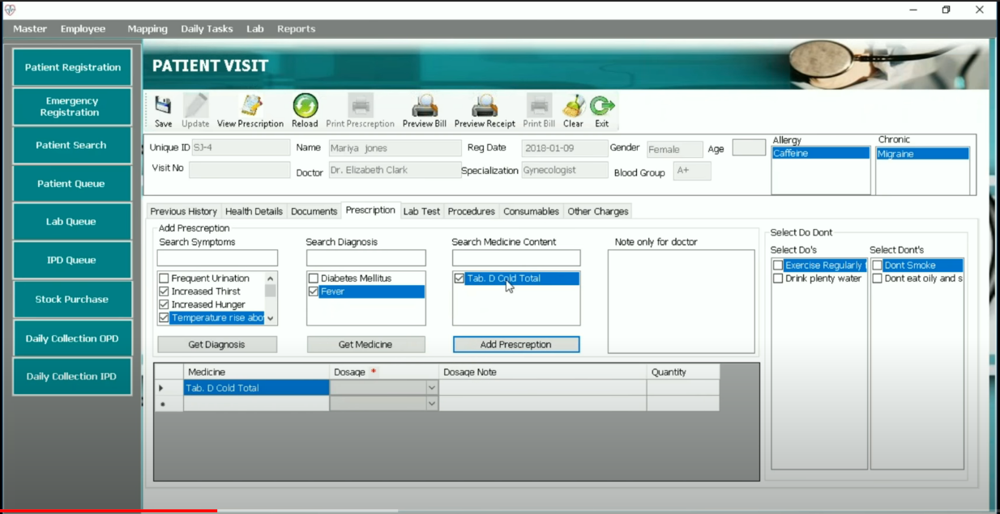 Master Employee Mapping Daily Tasks Lab Reports
Patient Registration
Emergency
Registration
Patient Search
Patient Queue
Lab Queue
IPD Queue
Stock Purchase
Daily Collection OPD
Daily Collection IPD
PATIENT VISIT
Save Update View Prescription Reload Print Prescreption Preview Bill Preview Receipt Print Bill Clear Exit
Unique ID SJ-4 Name Mariya jones Reg Date 2018-01-09 Gender Female Age
Visit No Doctor Dr. Elizabeth Clark Specialization Gynecologist Blood Group A+
Allergy Chronic
Caffeine Migraine
Previous History Health Details Documents Prescription Lab Test Procedures Consumables Other Charges
Add Prescreption
Search Symptoms Search Diagnosis Search Medicine Content Note only for doctor
Frequent Urination Diabetes Mellitus Tab. D Cold Total
Increased Thirst Fever
Increased Hunger
Temperature rise abo
Get Diagnosis Get Medicine Add Prescreption
Medicine Dosage * Dosage Note Quantity
Tab. D Cold Total
Select Do Dont
Select Do's Select Dont's
Exercise Regularly Dont Smoke
Drink plenty water Dont eat oily and s